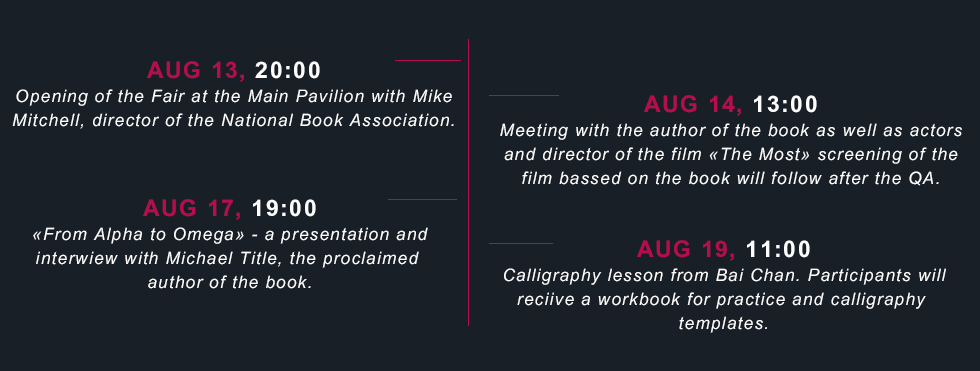 AUG 13, 20:00
Opening of the Fair at the Main Pavilion with Mike
Mitchell, director of the National Book Association.
AUG 14, 13:00
Meeting with the author of the book as well as actors
and director of the film «The Most» screening of the
film bassed on the book will follow after the QA.
AUG 17, 19:00
«From Alpha to Omega» - a presentation and
interwiew with Michael Title, the proclaimed
author of the book.
AUG 19, 11:00
Calligraphy lesson from Bai Chan. Participants will
reciive a workbook for practice and calligraphy
templates.